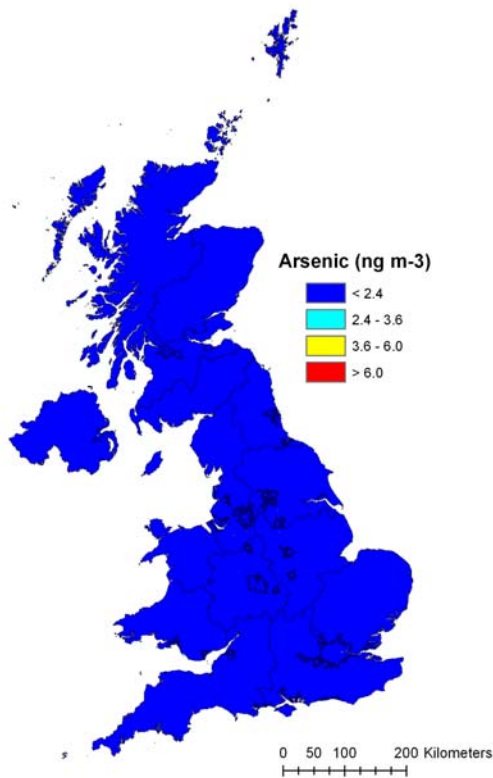 Arsenic (ng m-3)
< 2.4
2.4 - 3.6
3.6 - 6.0
> 6.0
0 50 100 200 Kilometers